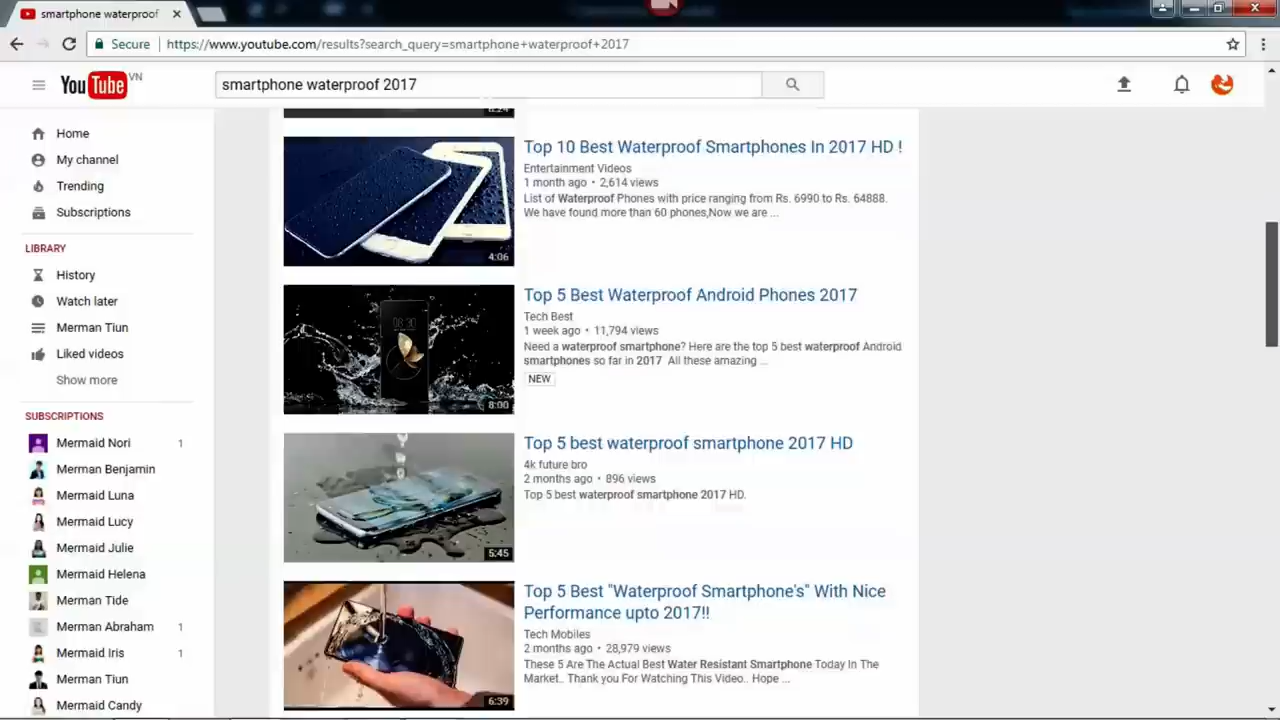 smartphone waterproof
Secure
https://www.youtube.com/results?search_query=smartphone+waterproof+2017
YouTube VN
smartphone waterproof 2017
Home
My channel
Trending
Subscriptions
LIBRARY
History
Watch later
Merman Tiun
Liked videos
Show more
SUBSCRIPTIONS
Mermaid Nori 1
Merman Benjamin
Mermaid Luna
Mermaid Lucy
Mermaid Julie
Mermaid Helena
Merman Tide
Merman Abraham 1
Mermaid Iris 1
Merman Tiun
Mermaid Candy
Top 10 Best Waterproof Smartphones In 2017 HD !
Entertainment Videos
1 month ago • 2,614 views
List of Waterproof Phones with price ranging from Rs. 6990 to Rs. 64888.
We have found more than 60 phones,Now we are ...
4:06
Top 5 Best Waterproof Android Phones 2017
Tech Best
1 week ago • 11,794 views
Need a waterproof smartphone? Here are the top 5 best waterproof Android
smartphones so far in 2017 All these amazing ...
NEW
08:30
8:00
Top 5 best waterproof smartphone 2017 HD
4k future bro
2 months ago • 896 views
Top 5 best waterproof smartphone 2017 HD.
5:45
Top 5 Best "Waterproof Smartphone's" With Nice
Performance upto 2017!!
Tech Mobiles
2 months ago • 28,979 views
These 5 Are The Actual Best Water Resistant Smartphone Today In The
Market.. Thank you For Watching This Video.. Hope ...
6:39